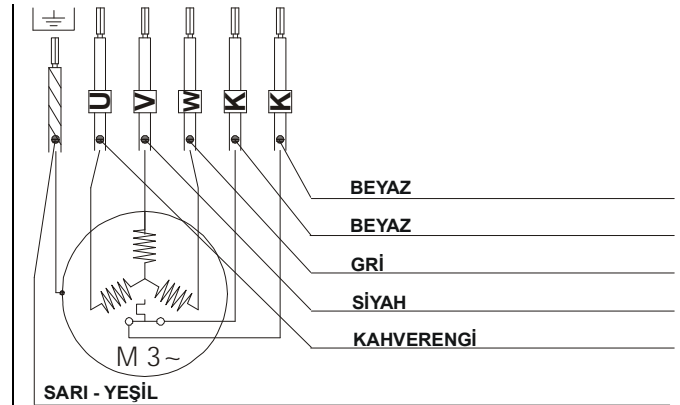 U V W K K
BEYAZ
BEYAZ
GRİ
SİYAH
KAHVERENGİ
M 3~
SARI - YEŞİL